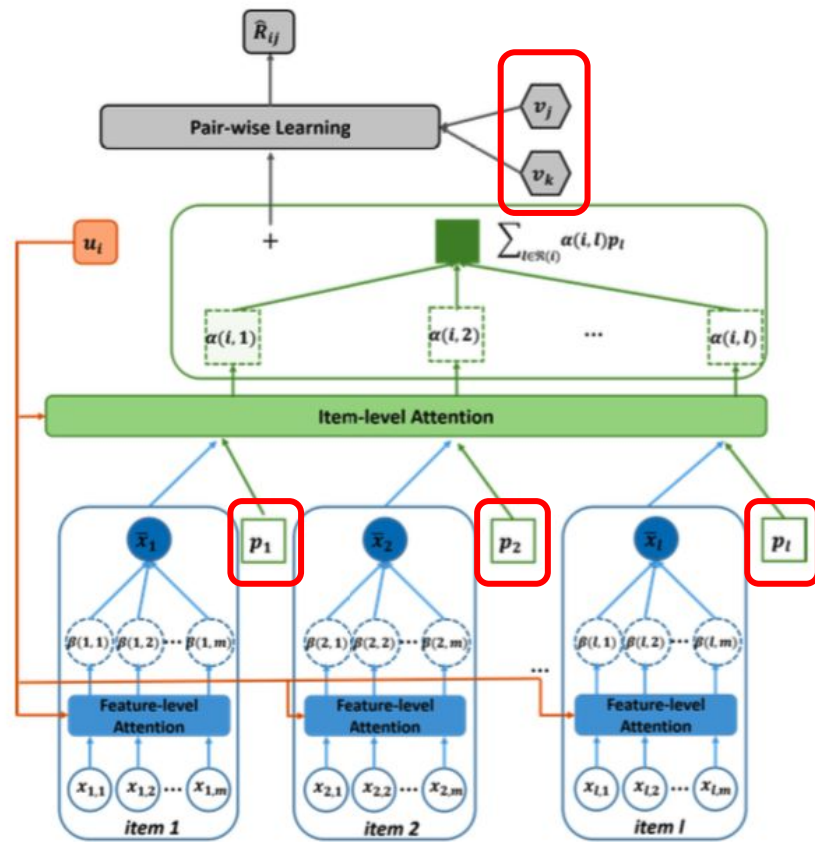 R̂ij
Pair-wise Learning
vj
vk
ui
+
∑l∈ℜ(i) α(i, l)pl
α(i, 1)
α(i, 2)
...
α(i, l)
Item-level Attention
x̄1
p1
x̄2
p2
x̄l
pl
β(1, 1) β(1, 2) ... β(1, m)
β(2, 1) β(2, 2) ... β(2, m)
...
β(l, 1) β(l, 2) ... β(l, m)
Feature-level
Attention
Feature-level
Attention
Feature-level
Attention
x1,1 x1,2 ... x1,m
x2,1 x2,2 ... x2,m
xl,1 xl,2 ... xl,m
item 1
item 2
item l